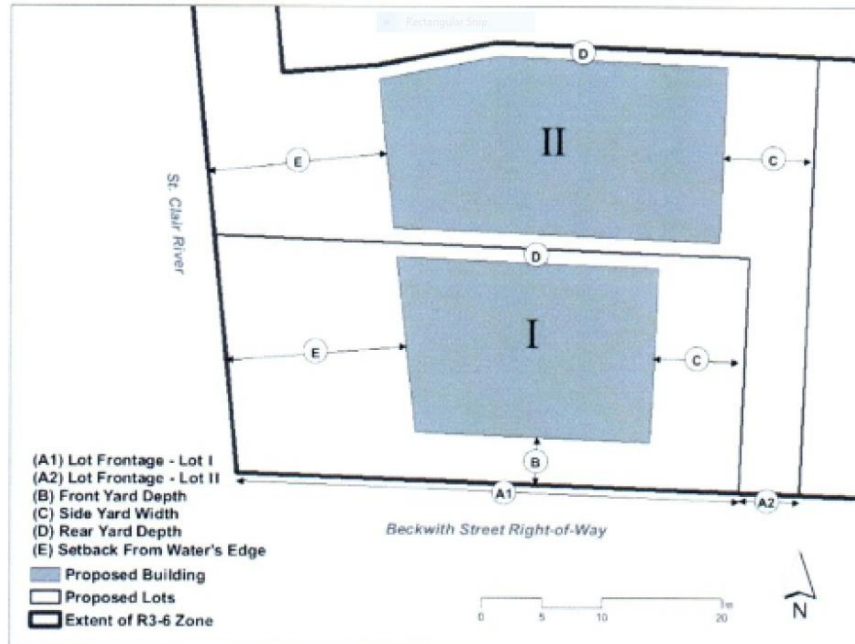 Rectangular Snip
D
II
E
C
St. Clair River
D
I
E
C
B
A1
A2
(A1) Lot Frontage - Lot I
(A2) Lot Frontage - Lot II
(B) Front Yard Depth
(C) Side Yard Width
(D) Rear Yard Depth
(E) Setback From Water's Edge
Proposed Building
Proposed Lots
Extent of R3-6 Zone
Beckwith Street Right-of-Way
0 5 10 20
N